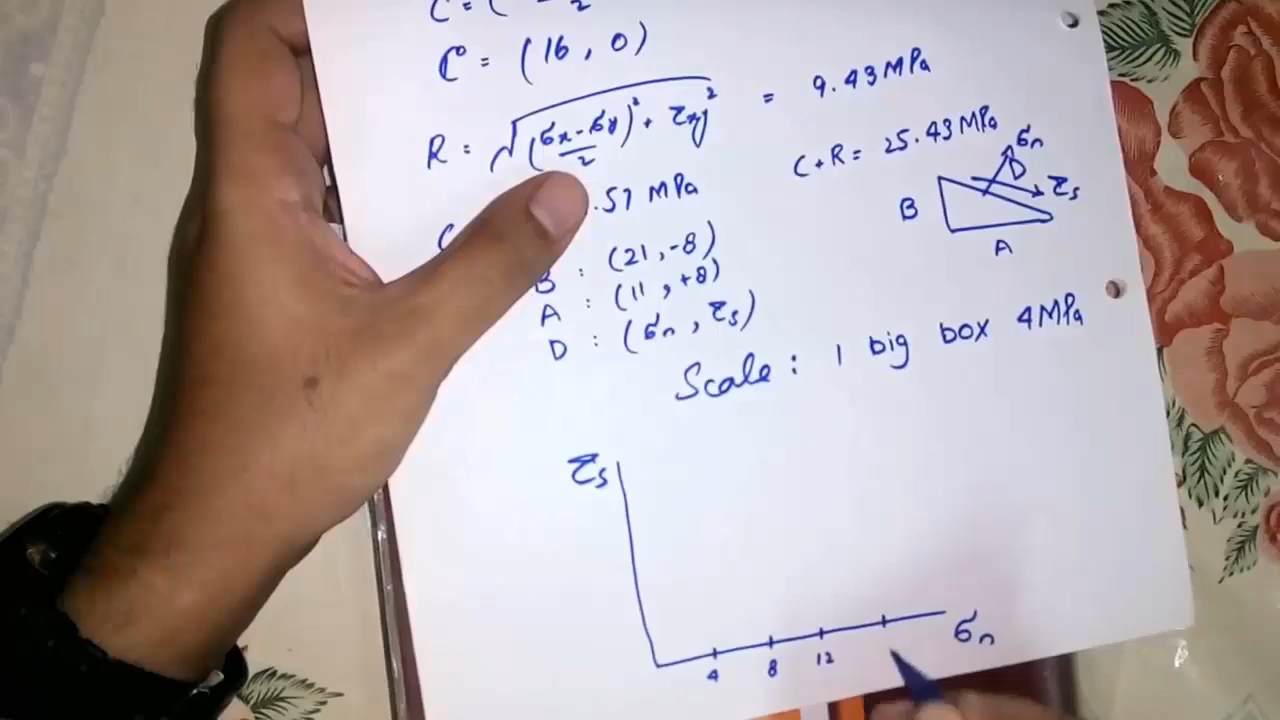 C = (
2
C = (16, 0)
R = √((σx-σy)/2)² + τxy² = 9.43 MPa
C+R = 25.43 MPa
C
.57 MPa
σn
D
τs
B
A
B : (21, -8)
A : (11, +8)
D : (σn, τs)
Scale: 1 big box 4MPa
τs
4 8 12
σn